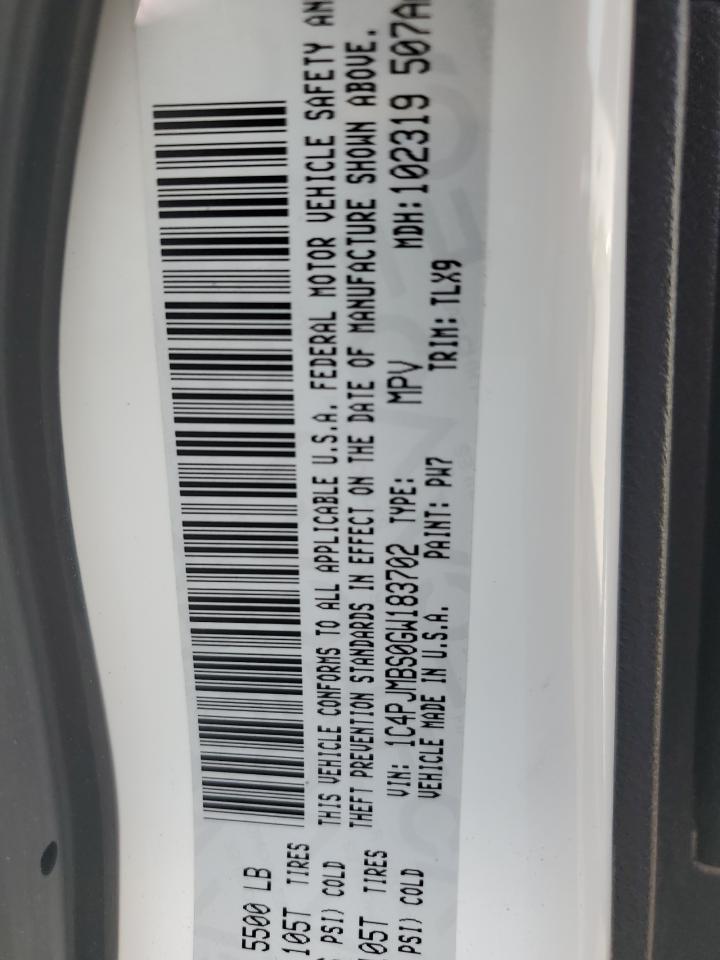 5500 LB
105T TIRES
PSI) COLD
105T TIRES
PSI) COLD
THIS VEHICLE CONFORMS TO ALL APPLICABLE U.S.A. FEDERAL MOTOR VEHICLE SAFETY AN
THEFT PREVENTION STANDARDS IN EFFECT ON THE DATE OF MANUFACTURE SHOWN ABOVE.
VIN: 1C4PJMBS0GW183702 TYPE: MPV MDH:102319 507A
VEHICLE MADE IN U.S.A. PAINT: PW7 TRIM: TLX9